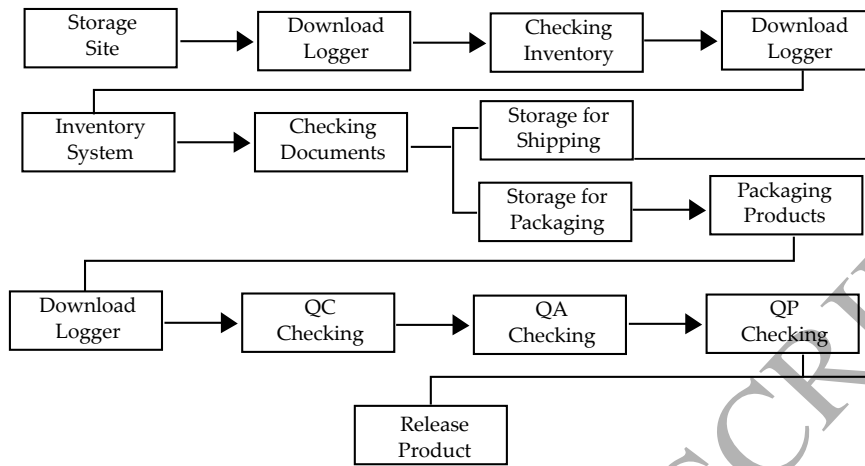 Storage
Site
Download
Logger
Checking
Inventory
Download
Logger
Inventory
System
Checking
Documents
Storage for
Shipping
Storage for
Packaging
Packaging
Products
Download
Logger
QC
Checking
QA
Checking
QP
Checking
Release
Product